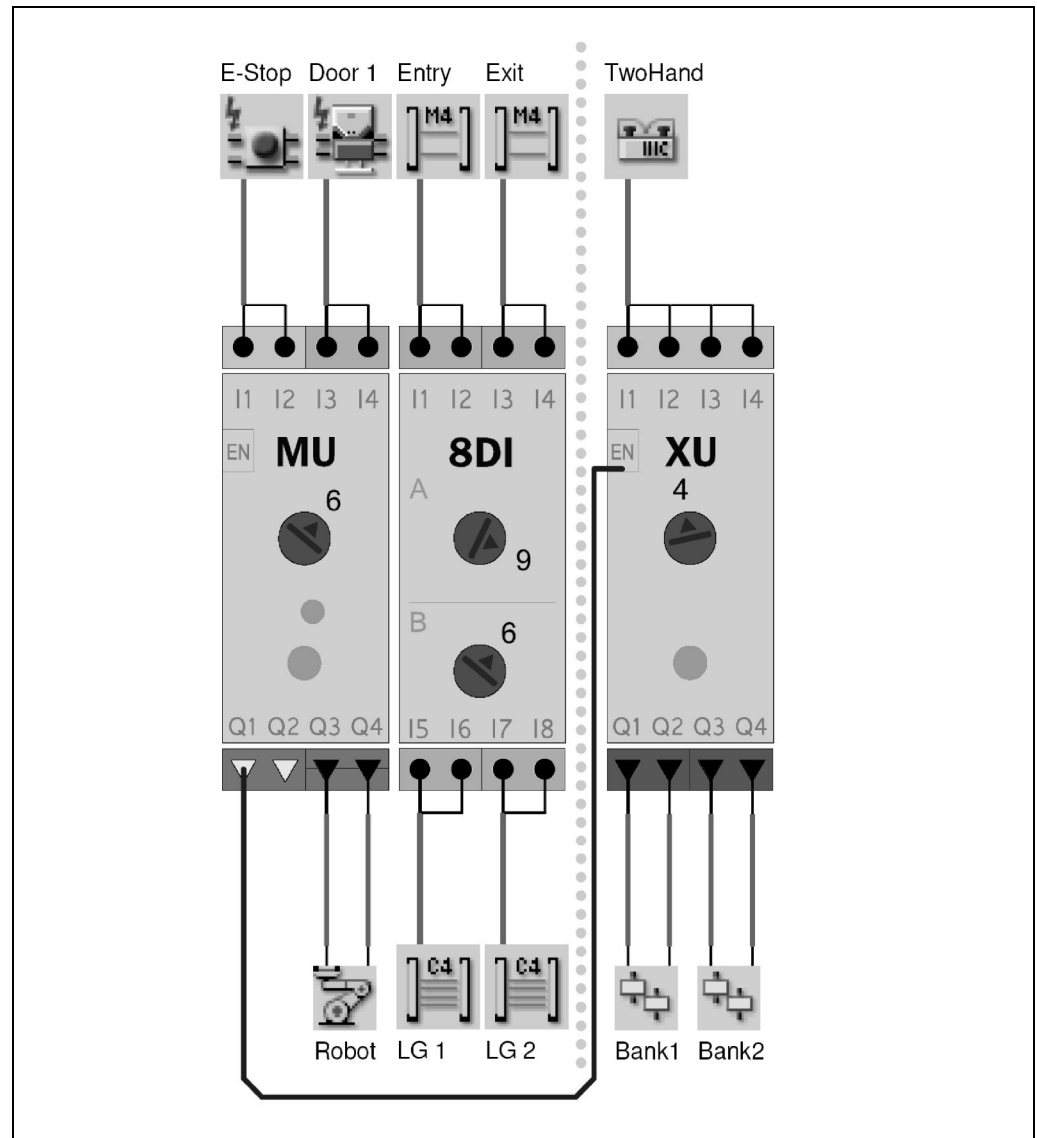 E-Stop Door 1 Entry Exit TwoHand
M4 M4 IIIC
I1 I2 I3 I4 I1 I2 I3 I4 I1 I2 I3 I4
EN MU 8DI EN XU
6 A 4
9
B 6
Q1 Q2 Q3 Q4 I5 I6 I7 I8 Q1 Q2 Q3 Q4
C4 C4
Robot LG 1 LG 2 Bank1 Bank2